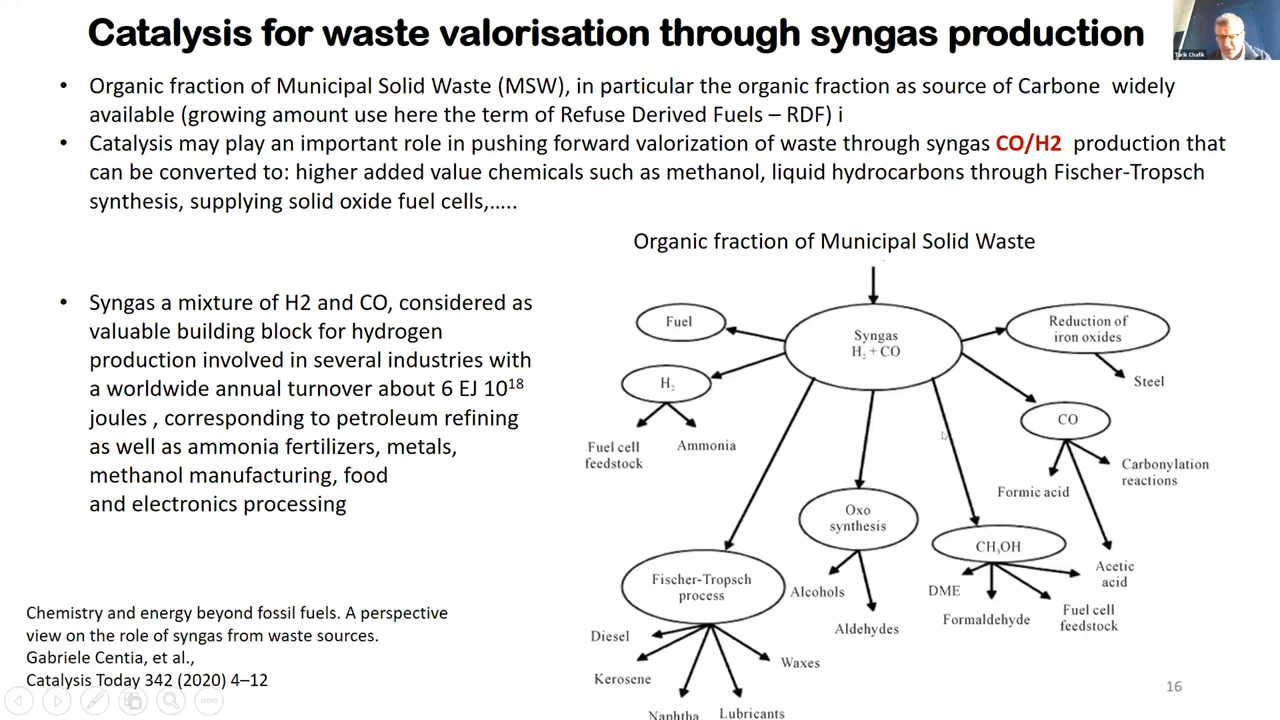 Catalysis for waste valorisation through syngas production
Tarik Chafik
• Organic fraction of Municipal Solid Waste (MSW), in particular the organic fraction as source of Carbone widely
available (growing amount use here the term of Refuse Derived Fuels – RDF) i
• Catalysis may play an important role in pushing forward valorization of waste through syngas CO/H2 production that
can be converted to: higher added value chemicals such as methanol, liquid hydrocarbons through Fischer-Tropsch
synthesis, supplying solid oxide fuel cells,.....
• Syngas a mixture of H2 and CO, considered as
valuable building block for hydrogen
production involved in several industries with
a worldwide annual turnover about 6 EJ 10¹⁸
joules , corresponding to petroleum refining
as well as ammonia fertilizers, metals,
methanol manufacturing, food
and electronics processing
Organic fraction of Municipal Solid Waste
Fuel
Syngas
H₂ + CO
Reduction of
iron oxides
Steel
H₂
Fuel cell
feedstock
Ammonia
CO
Formic acid
Carbonylation
reactions
Acetic
acid
Oxo
synthesis
Alcohols
Aldehydes
CH₃OH
DME
Formaldehyde
Fuel cell
feedstock
Fischer-Tropsch
process
Diesel
Kerosene
Naphtha
Lubricants
Waxes
Chemistry and energy beyond fossil fuels. A perspective
view on the role of syngas from waste sources.
Gabriele Centia, et al.,
Catalysis Today 342 (2020) 4–12
16